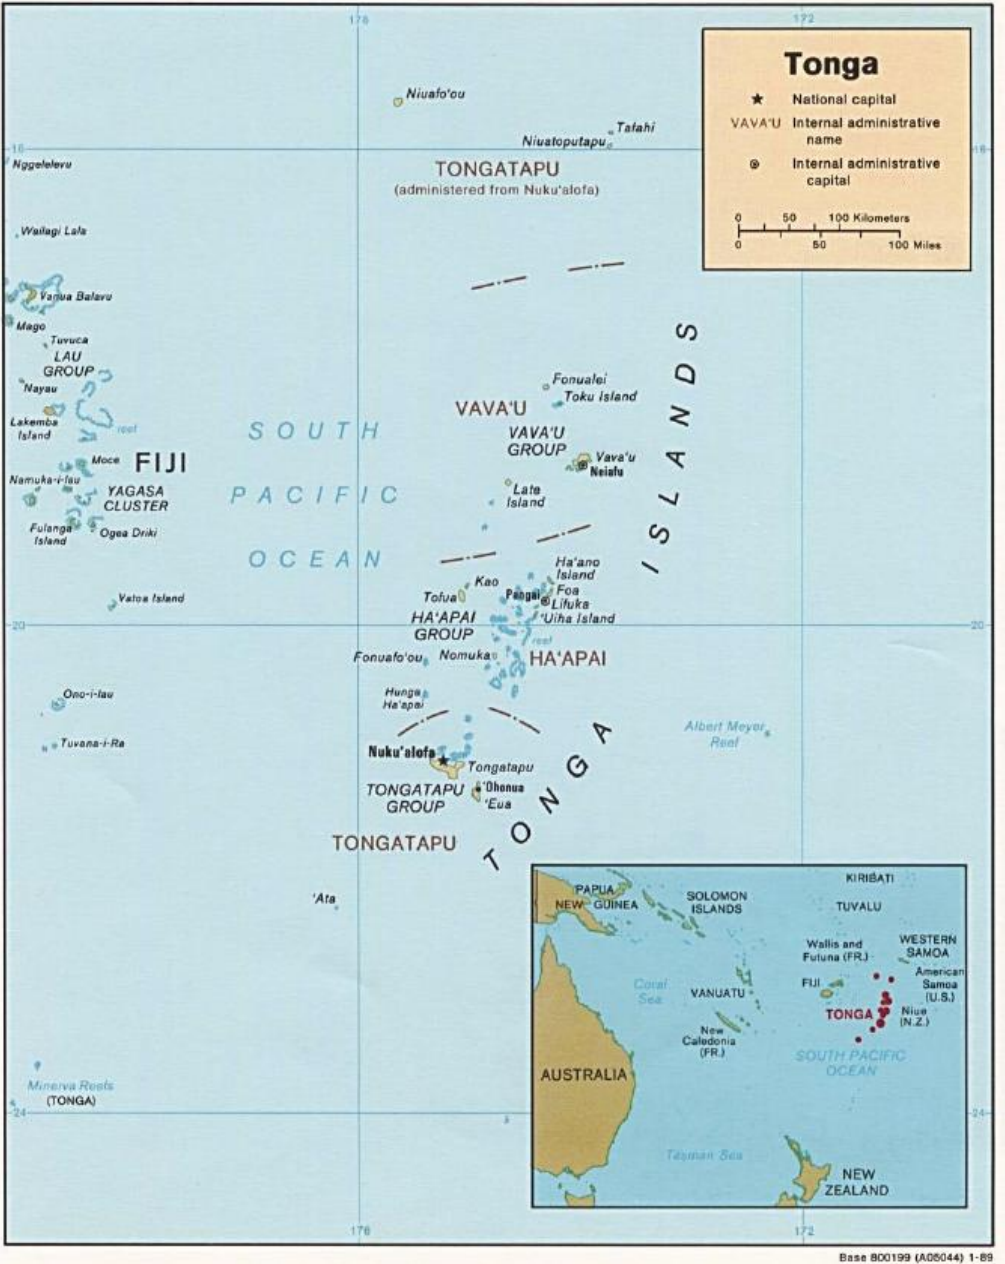 176
172
Tonga
National capital
VAVA'U Internal administrative
name
Internal administrative
capital
0 50 100 Kilometers
0 50 100 Miles
Niuafo'ou
Tafahi
Niuatoputapu
16
16
Nggelelevu
TONGATAPU
(administered from Nuku'alofa)
Wailagi Lala
Vanua Balavu
Mago
Tuvuca
LAU
GROUP
Nayau
Lakemba
Island
reef
Moce
FIJI
Namuka-i-lau
YAGASA
CLUSTER
Fulanga
Island
Ogea Driki
Vatoa Island
SOUTH
PACIFIC
OCEAN
Fonualei
Toku Island
VAVA'U
VAVA'U
GROUP
Vava'u
Neiafu
Late
Island
TONGA ISLANDS
Ha'ano
Island
Kao
Foa
Pangai
Tofua
Lifuka
'Uiha Island
HA'APAI
GROUP
20
20
reef
Fonuafo'ou
Nomuka
HA'APAI
Hunga
Ha'apai
Ono-i-lau
Tuvana-i-Ra
Albert Meyer
Reef
Nuku'alofa
Tongatapu
TONGATAPU
GROUP
'Ohonua
'Eua
TONGATAPU
'Ata
Minerva Reefs
(TONGA)
24
24
KIRIBATI
PAPUA
NEW GUINEA
SOLOMON
ISLANDS
TUVALU
Wallis and
Futuna (FR.)
WESTERN
SAMOA
American
Samoa
(U.S.)
FIJI
Coral
Sea
VANUATU
TONGA
Niue
(N.Z.)
New
Caledonia
(FR.)
SOUTH PACIFIC
OCEAN
AUSTRALIA
Tasman Sea
NEW
ZEALAND
176
172
Base 800199 (A05044) 1-89